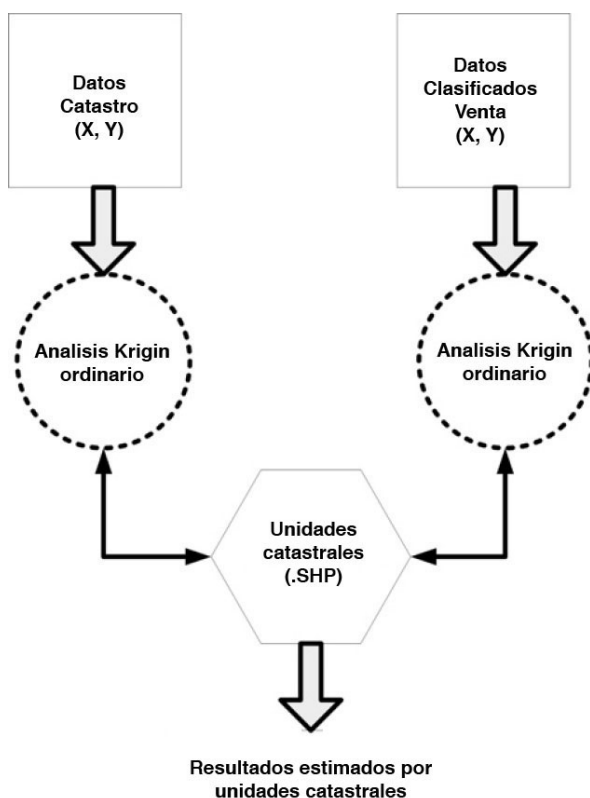 Datos
Catastro
(X, Y)
Datos
Clasificados
Venta
(X, Y)
Analisis Krigin
ordinario
Analisis Krigin
ordinario
Unidades
catastrales
(.SHP)
Resultados estimados por
unidades catastrales